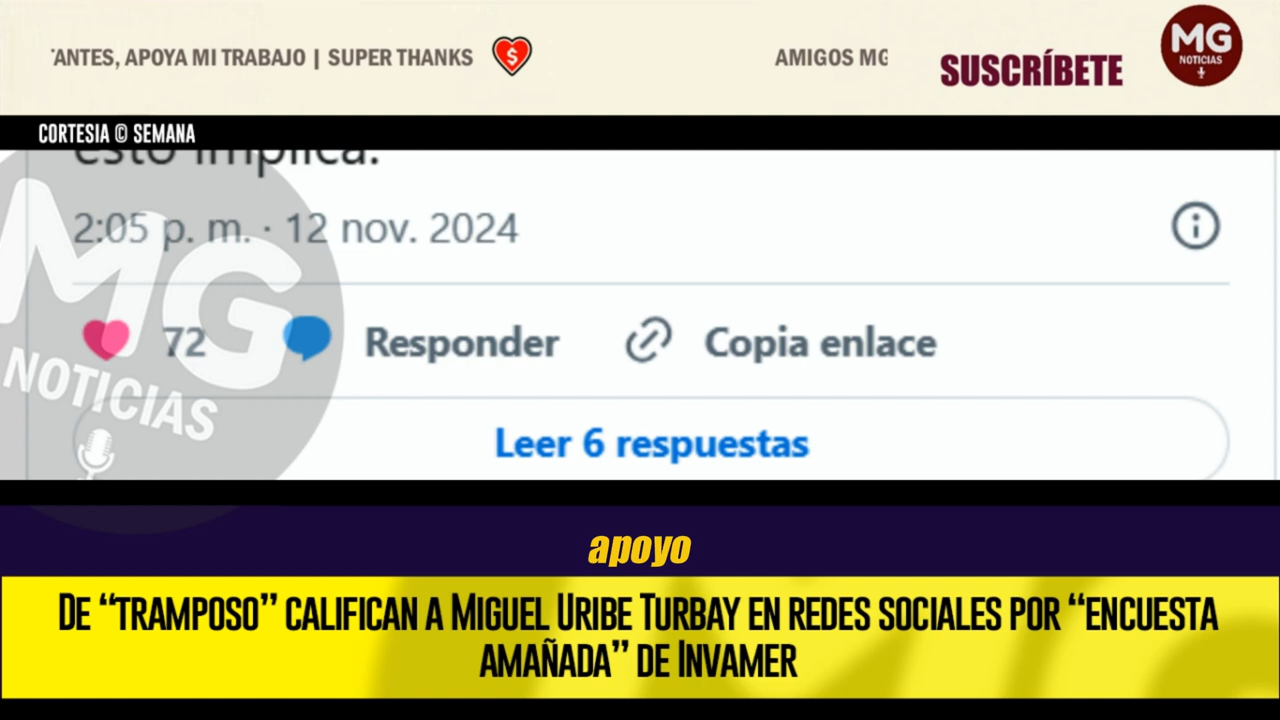 'ANTES, APOYA MI TRABAJO | SUPER THANKS
AMIGOS MG
SUSCRÍBETE
MG
NOTICIAS
CORTESIA © SEMANA
esto implica.
2:05 p. m. · 12 nov. 2024
72
Responder
Copia enlace
MG
NOTICIAS
Leer 6 respuestas
apoyo
DE “TRAMPOSO” CALIFICAN A MIGUEL URIBE TURBAY EN REDES SOCIALES POR “ENCUESTA
AMAÑADA” DE INVAMER